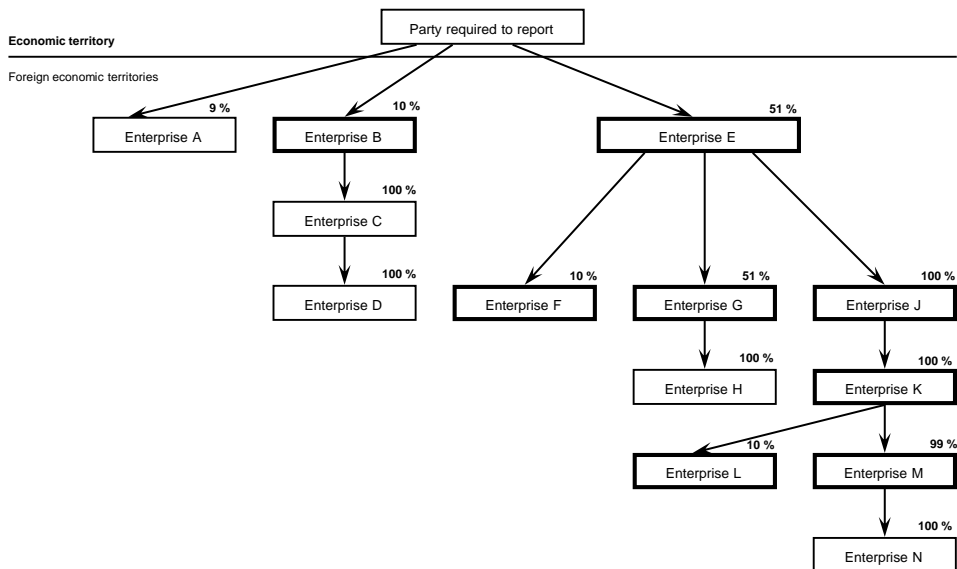 Party required to report
Economic territory
Foreign economic territories
9 %
10 %
51 %
Enterprise A
Enterprise B
Enterprise E
100 %
Enterprise C
100 %
10 %
51 %
100 %
Enterprise D
Enterprise F
Enterprise G
Enterprise J
100 %
100 %
Enterprise H
Enterprise K
10 %
99 %
Enterprise L
Enterprise M
100 %
Enterprise N